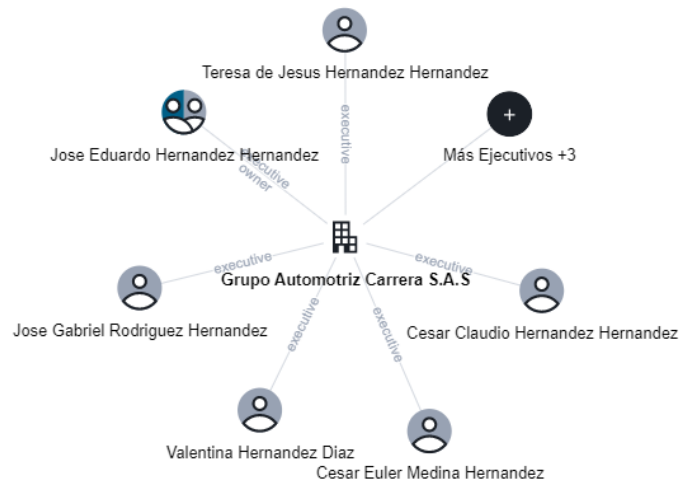 Teresa de Jesus Hernandez Hernandez
+
executive
Jose Eduardo Hernandez Hernandez
Más Ejecutivos +3
executive
owner
executive
executive
Grupo Automotriz Carrera S.A.S
Jose Gabriel Rodriguez Hernandez
Cesar Claudio Hernandez Hernandez
executive
executive
Valentina Hernandez Diaz
Cesar Euler Medina Hernandez